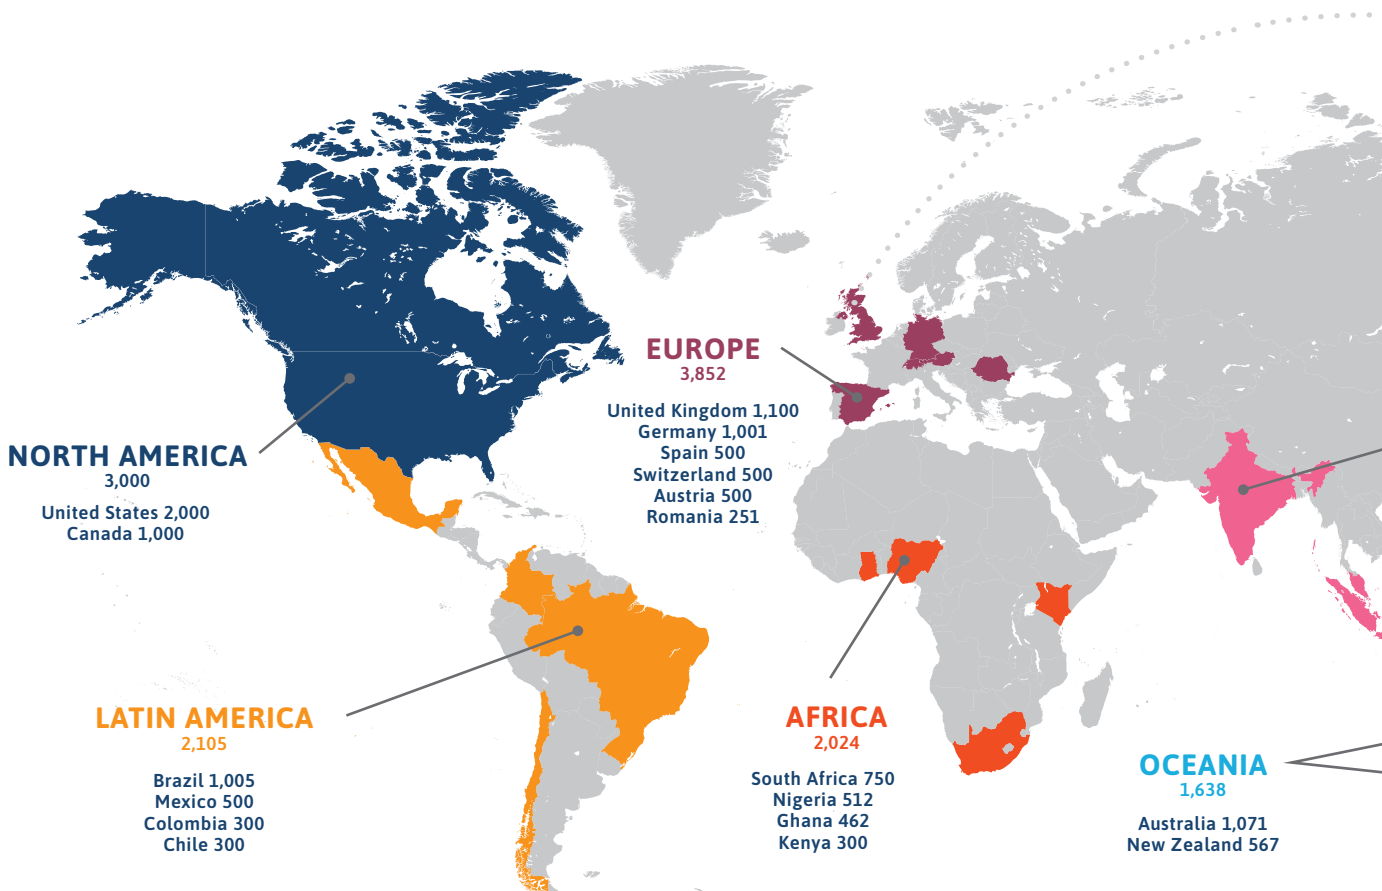 NORTH AMERICA
3,000
United States 2,000
Canada 1,000
EUROPE
3,852
United Kingdom 1,100
Germany 1,001
Spain 500
Switzerland 500
Austria 500
Romania 251
LATIN AMERICA
2,105
Brazil 1,005
Mexico 500
Colombia 300
Chile 300
AFRICA
2,024
South Africa 750
Nigeria 512
Ghana 462
Kenya 300
OCEANIA
1,638
Australia 1,071
New Zealand 567